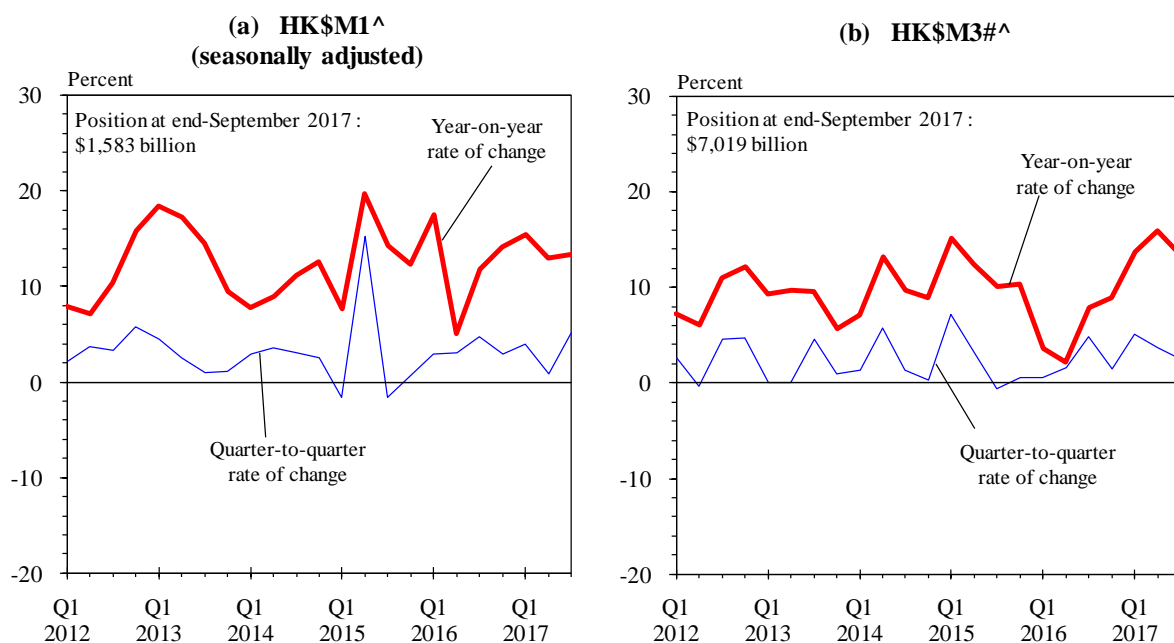 (a) HK$M1^
(seasonally adjusted)
Percent
30
20
10
0
-10
-20
Position at end-September 2017 :
$1,583 billion
Year-on-year
rate of change
Quarter-to-quarter
rate of change
Q1 Q1 Q1 Q1 Q1 Q1
2012 2013 2014 2015 2016 2017
(b) HK$M3#^
Percent
30
20
10
0
-10
-20
Position at end-September 2017 :
$7,019 billion
Year-on-year
rate of change
Quarter-to-quarter
rate of change
Q1 Q1 Q1 Q1 Q1 Q1
2012 2013 2014 2015 2016 2017